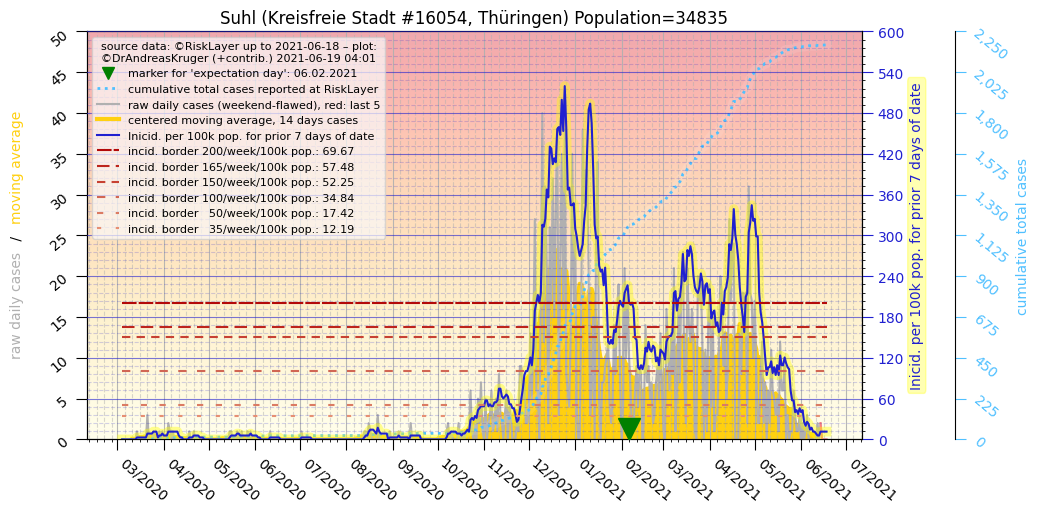 Suhl (Kreisfreie Stadt #16054, Thüringen) Population=34835
source data: ©RiskLayer up to 2021-06-18 – plot:
©DrAndreasKruger (+contrib.) 2021-06-19 04:01
marker for 'expectation day': 06.02.2021
cumulative total cases reported at RiskLayer
raw daily cases (weekend-flawed), red: last 5
centered moving average, 14 days cases
Inicid. per 100k pop. for prior 7 days of date
incid. border 200/week/100k pop.: 69.67
incid. border 165/week/100k pop.: 57.48
incid. border 150/week/100k pop.: 52.25
incid. border 100/week/100k pop.: 34.84
incid. border   50/week/100k pop.: 17.42
incid. border   35/week/100k pop.: 12.19
raw daily cases / moving average
50
45
40
35
30
25
20
15
10
5
0
03/2020
04/2020
05/2020
06/2020
07/2020
08/2020
09/2020
10/2020
11/2020
12/2020
01/2021
02/2021
03/2021
04/2021
05/2021
06/2021
07/2021
600
540
480
420
360
300
240
180
120
60
0
Inicid. per 100k pop. for prior 7 days of date
2,250
2,025
1,800
1,575
1,350
1,125
900
675
450
225
0
cumulative total cases